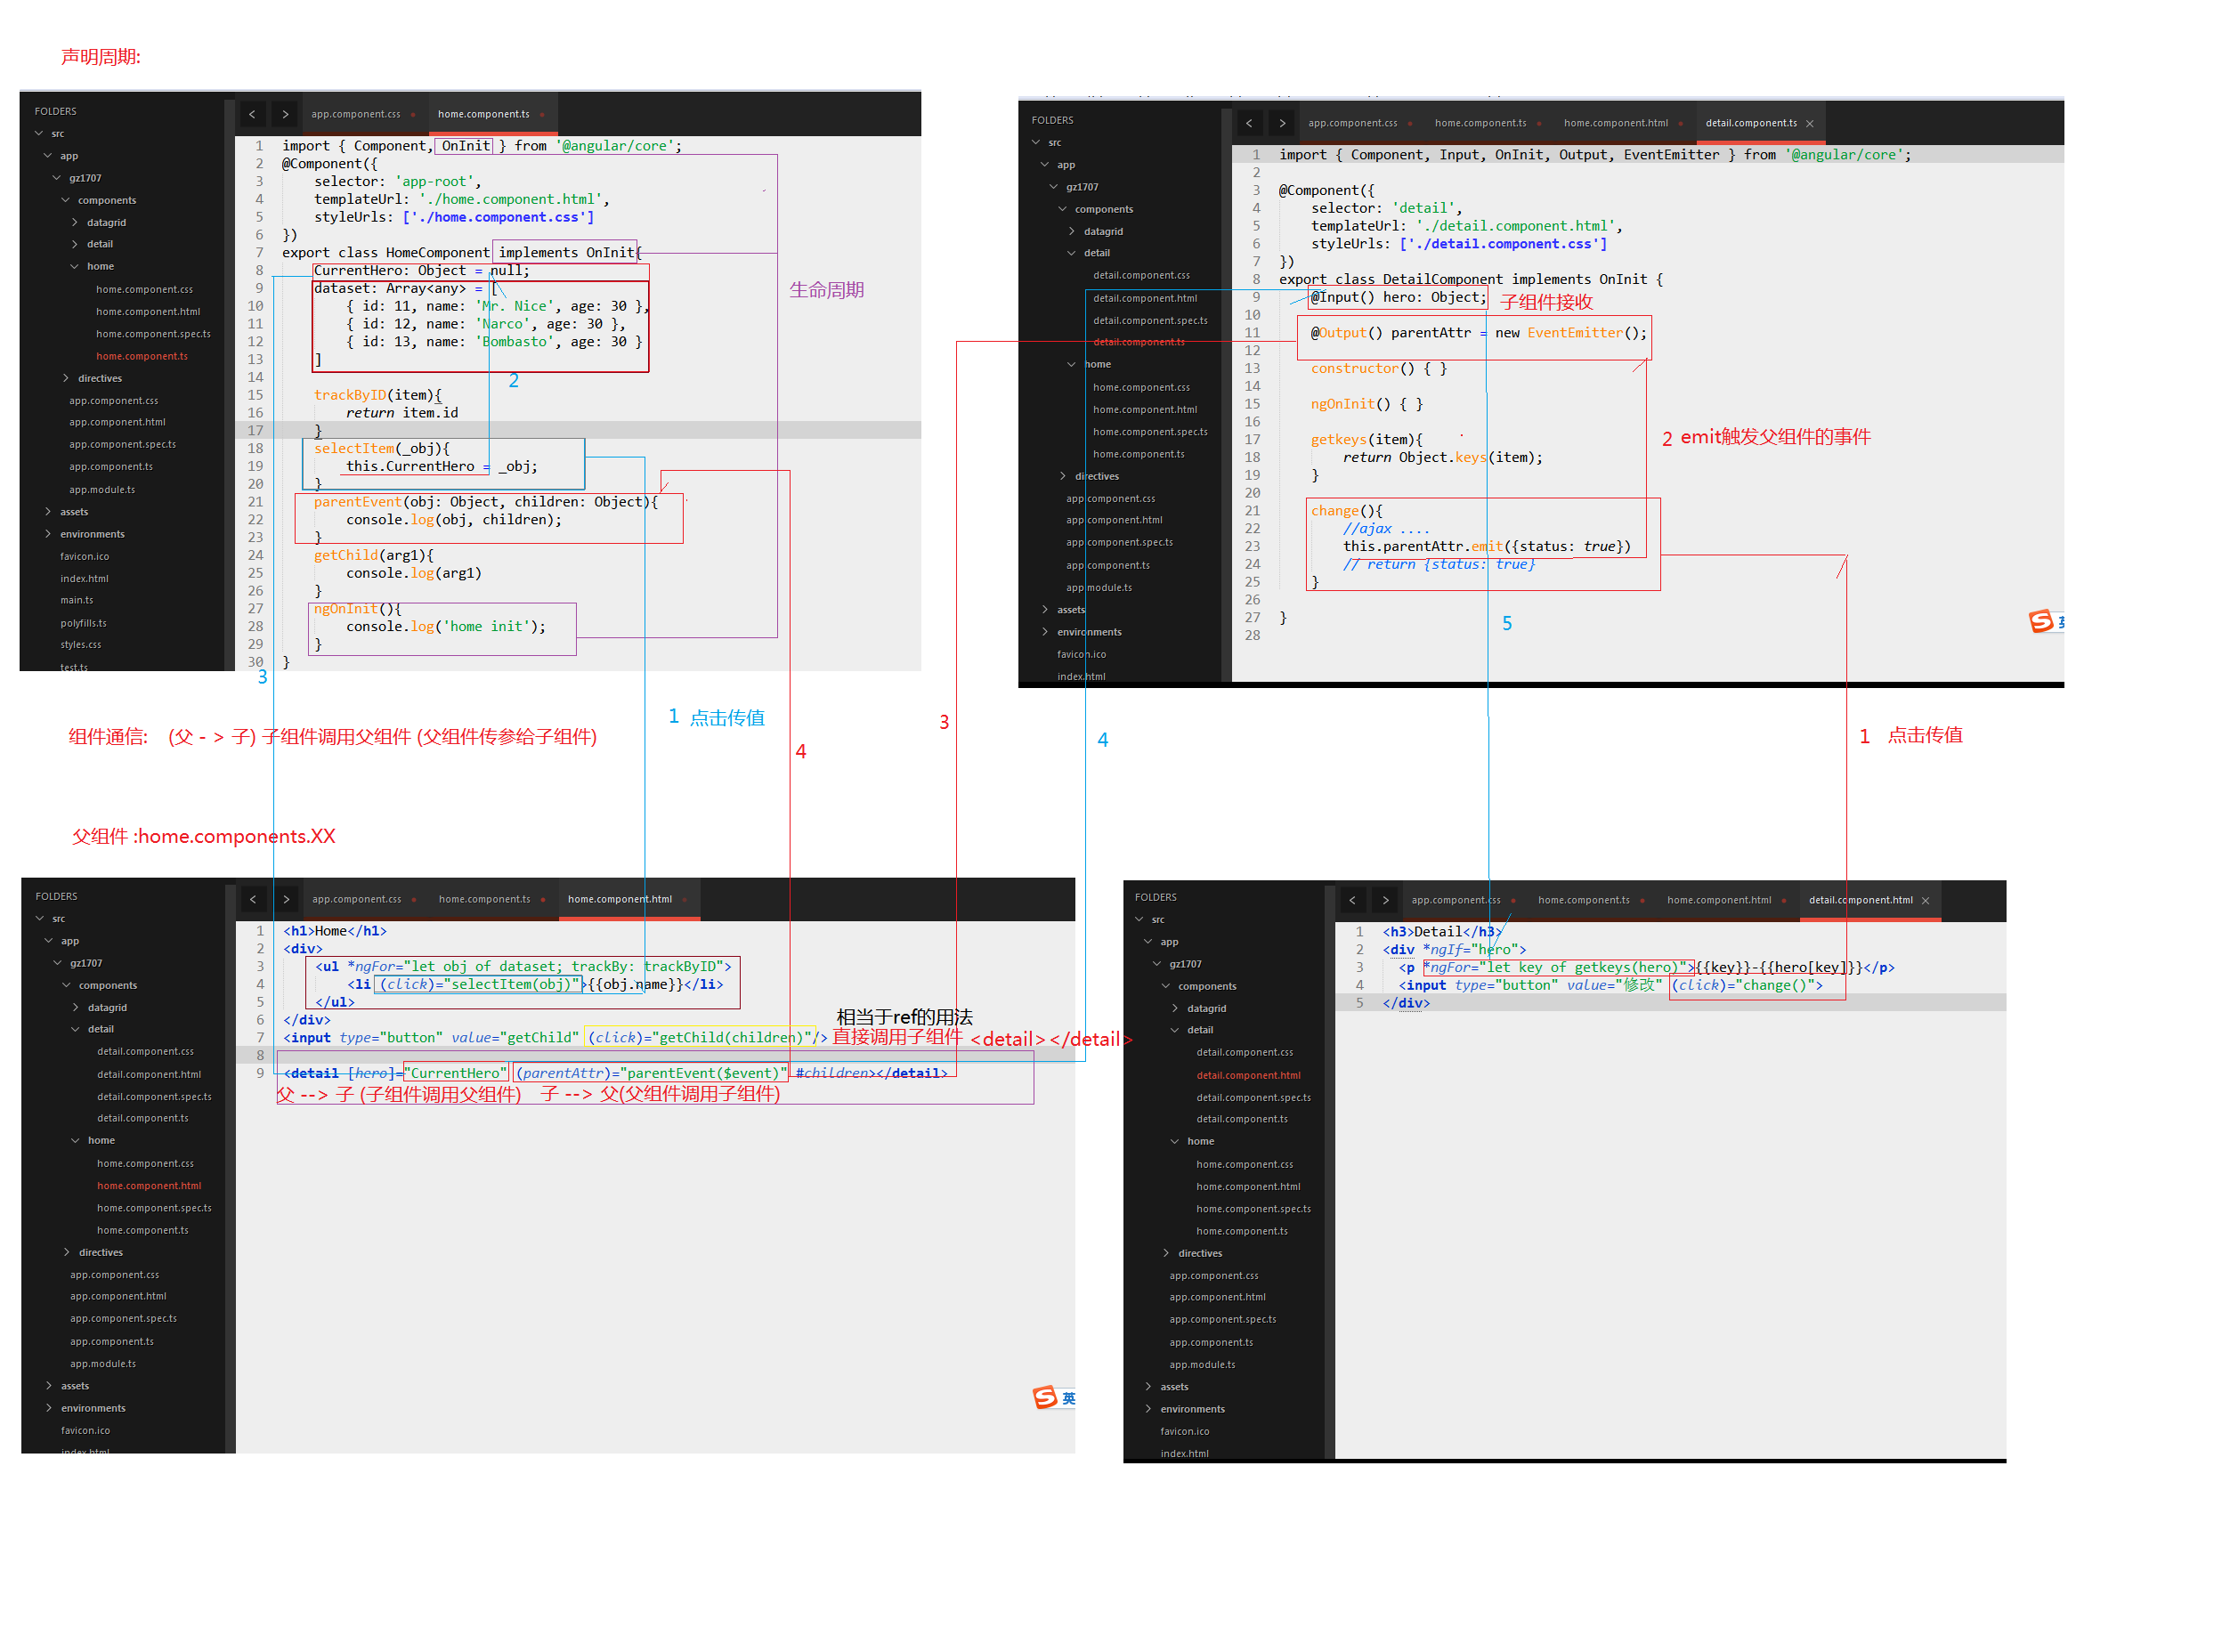 声明周期:
FOLDERS
src
app
gz1707
components
datagrid
detail
home
home.component.css
home.component.html
home.component.spec.ts
home.component.ts
directives
app.component.css
app.component.html
app.component.spec.ts
app.component.ts
app.module.ts
assets
environments
favicon.ico
index.html
main.ts
polyfills.ts
styles.css
test.ts
app.component.css
home.component.ts
1 import { Component, OnInit } from '@angular/core';
2 @Component({
3 selector: 'app-root',
4 templateUrl: './home.component.html',
5 styleUrls: ['./home.component.css']
6 })
7 export class HomeComponent implements OnInit{
8 CurrentHero: Object = null;
9 dataset: Array<any> = [
10 { id: 11, name: 'Mr. Nice', age: 30 },
11 { id: 12, name: 'Narco', age: 30 },
12 { id: 13, name: 'Bombasto', age: 30 }
13 ]
14
15 trackByID(item){
16 return item.id
17 }
18 selectItem(_obj){
19 this.CurrentHero = _obj;
20 }
21 parentEvent(obj: Object, children: Object){
22 console.log(obj, children);
23 }
24 getChild(arg1){
25 console.log(arg1)
26 }
27 ngOnInit(){
28 console.log('home init');
29 }
30 }
生命周期
2
FOLDERS
src
app
gz1707
components
datagrid
detail
detail.component.css
detail.component.html
detail.component.spec.ts
detail.component.ts
home
home.component.css
home.component.html
home.component.spec.ts
home.component.ts
directives
app.component.css
app.component.html
app.component.spec.ts
app.component.ts
app.module.ts
assets
environments
favicon.ico
index.html
app.component.css
home.component.ts
home.component.html
detail.component.ts
1 import { Component, Input, OnInit, Output, EventEmitter } from '@angular/core';
2
3 @Component({
4 selector: 'detail',
5 templateUrl: './detail.component.html',
6 styleUrls: ['./detail.component.css']
7 })
8 export class DetailComponent implements OnInit {
9 @Input() hero: Object;
子组件接收
10
11 @Output() parentAttr = new EventEmitter();
12
13 constructor() { }
14
15 ngOnInit() { }
16
17 getkeys(item){
18 return Object.keys(item);
19 }
20
21 change(){
22 //ajax ....
23 this.parentAttr.emit({status: true})
24 // return {status: true}
25 }
26
27 }
28
2 emit触发父组件的事件
5
英
3
1 点击传值
3
4
4
1 点击传值
组件通信: (父 - > 子) 子组件调用父组件 (父组件传参给子组件)
父组件 :home.components.XX
FOLDERS
src
app
gz1707
components
datagrid
detail
detail.component.css
detail.component.html
detail.component.spec.ts
detail.component.ts
home
home.component.css
home.component.html
home.component.spec.ts
home.component.ts
directives
app.component.css
app.component.html
app.component.spec.ts
app.component.ts
app.module.ts
assets
environments
favicon.ico
index.html
app.component.css
home.component.ts
home.component.html
1 <h1>Home</h1>
2 <div>
3 <ul *ngFor="let obj of dataset; trackBy: trackByID">
4 <li (click)="selectItem(obj)">{{obj.name}}</li>
5 </ul>
6 </div>
相当于ref的用法
7 <input type="button" value="getChild" (click)="getChild(children)"/>
直接调用子组件 <detail></detail>
8
9 <detail [hero]="CurrentHero" (parentAttr)="parentEvent($event)" #children></detail>
父 --> 子 (子组件调用父组件) 子 --> 父(父组件调用子组件)
英
FOLDERS
src
app
gz1707
components
datagrid
detail
detail.component.css
detail.component.html
detail.component.spec.ts
detail.component.ts
home
home.component.css
home.component.html
home.component.spec.ts
home.component.ts
directives
app.component.css
app.component.html
app.component.spec.ts
app.component.ts
app.module.ts
assets
environments
favicon.ico
index.html
app.component.css
home.component.ts
home.component.html
detail.component.html
1 <h3>Detail</h3>
2 <div *ngIf="hero">
3 <p *ngFor="let key of getkeys(hero)">{{key}}-{{hero[key]}}</p>
4 <input type="button" value="修改" (click)="change()">
5 </div>